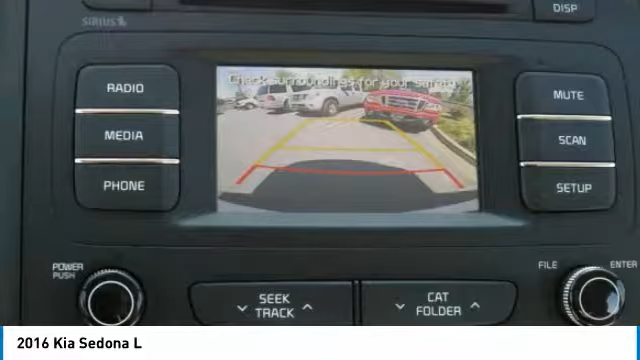 DISP
SIRIUS
Check surroundings for your safety
RADIO
MUTE
MEDIA
SCAN
PHONE
SETUP
POWER
PUSH
FILE
ENTER
SEEK
TRACK
CAT
FOLDER
2016 Kia Sedona L